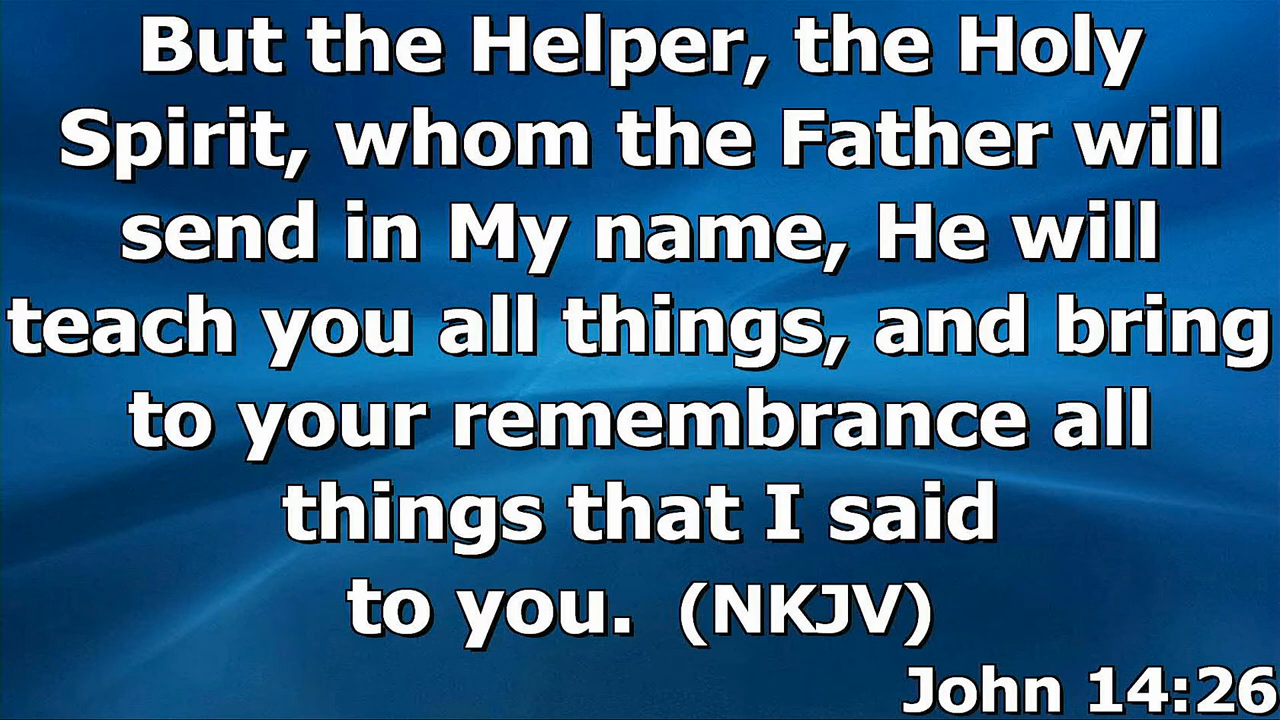 But the Helper, the Holy
Spirit, whom the Father will
send in My name, He will
teach you all things, and bring
to your remembrance all
things that I said
to you. (NKJV)
John 14:26